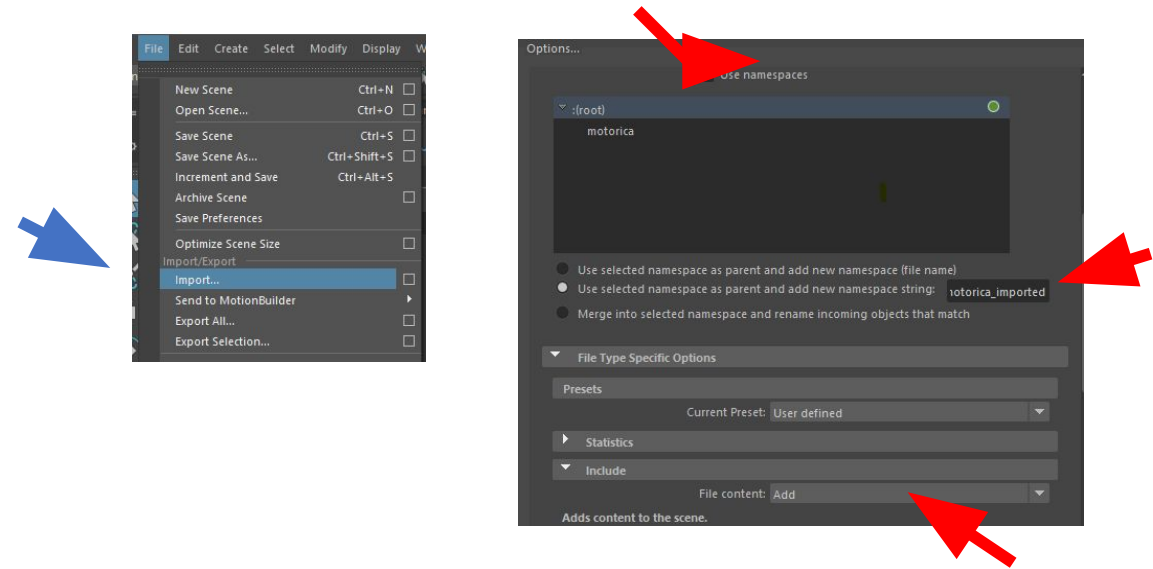 File Edit Create Select Modify Display W
New Scene Ctrl+N
Open Scene... Ctrl+O
Save Scene Ctrl+S
Save Scene As... Ctrl+Shift+S
Increment and Save Ctrl+Alt+S
Archive Scene
Save Preferences
Optimize Scene Size
Import/Export
Import...
Send to MotionBuilder
Export All...
Export Selection...
Options...
Use namespaces
:(root)
motorica
Use selected namespace as parent and add new namespace (file name)
Use selected namespace as parent and add new namespace string: notorica_imported
Merge into selected namespace and rename incoming objects that match
File Type Specific Options
Presets
Current Preset: User defined
Statistics
Include
File content: Add
Adds content to the scene.